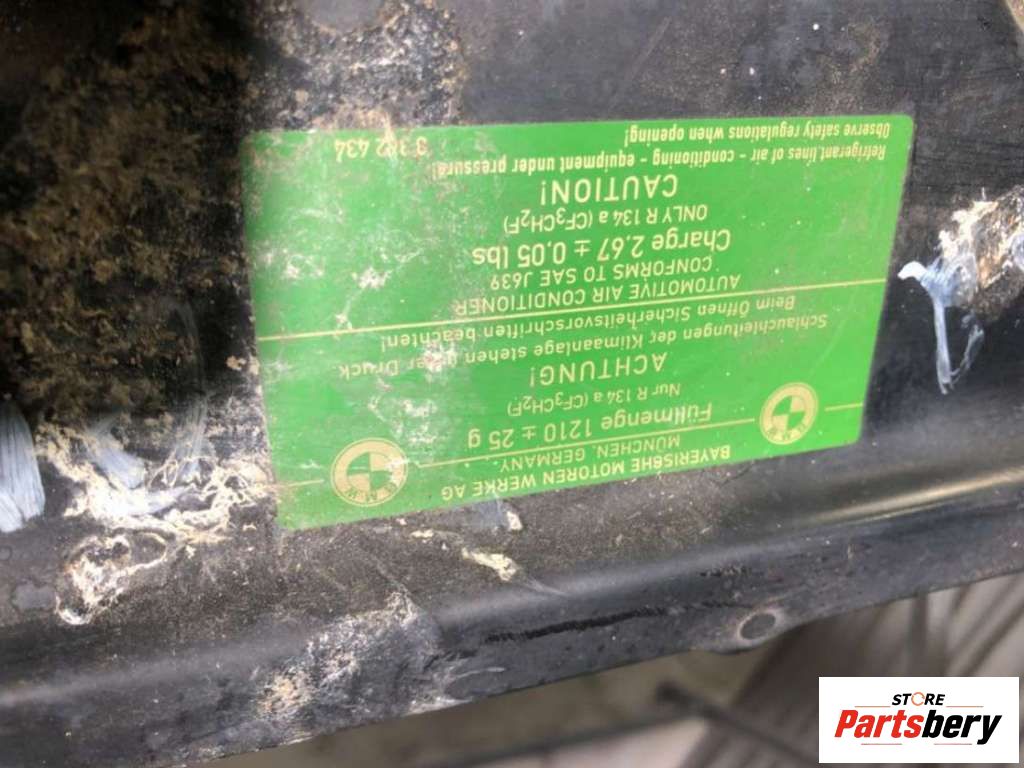 BAYERISCHE MOTOREN WERKE AG
MÜNCHEN, GERMANY
Füllmenge 1210 ± 25 g
Nur R 134 a (CF3CH2F)
ACHTUNG!
Schlauchleitungen der Klimaanlage stehen unter Druck.
Beim Öffnen Sicherheitsvorschriften beachten!
AUTOMOTIVE AIR CONDITIONER
CONFORMS TO SAE J639
Charge 2,67 ± 0,05 lbs
ONLY R 134 a (CF3CH2F)
CAUTION!
Refrigerant lines of air - conditioning - equipment under pressure!
Observe safety regulations when opening!
434
STORE
Partsbery